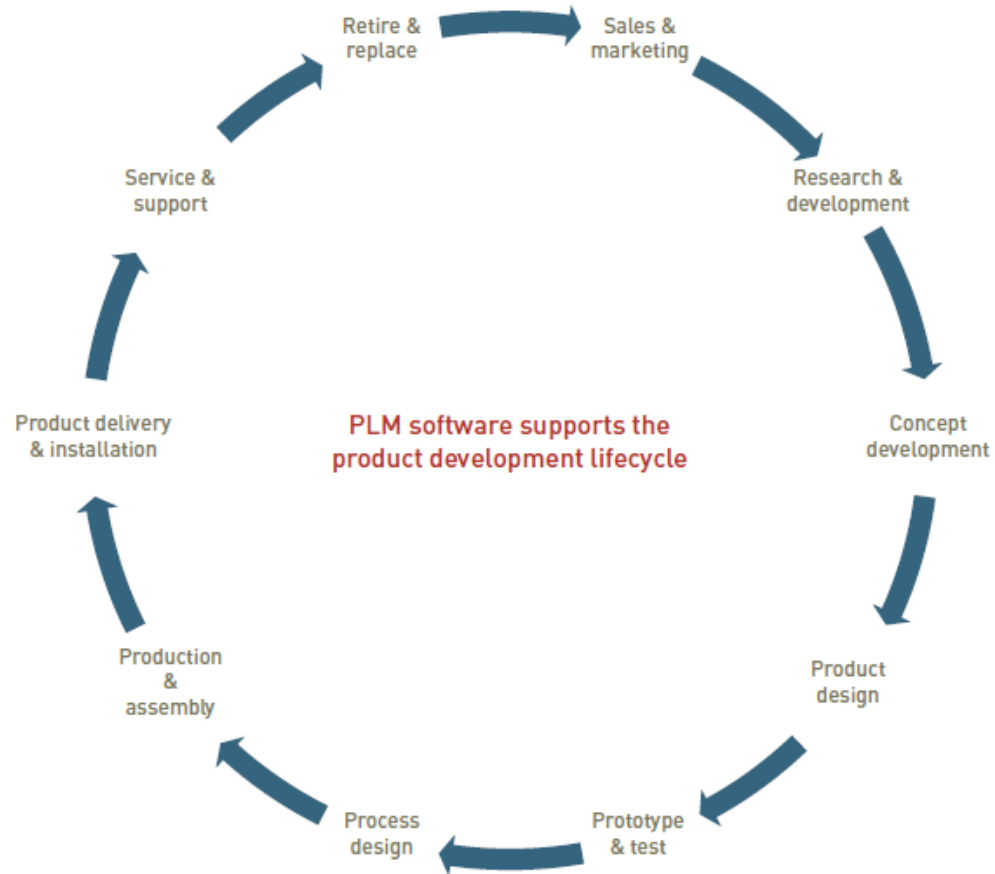 Retire &
replace
Sales &
marketing
Research &
development
Concept
development
Product
design
Prototype
& test
Process
design
Production
&
assembly
Product delivery
& installation
Service &
support
PLM software supports the
product development lifecycle